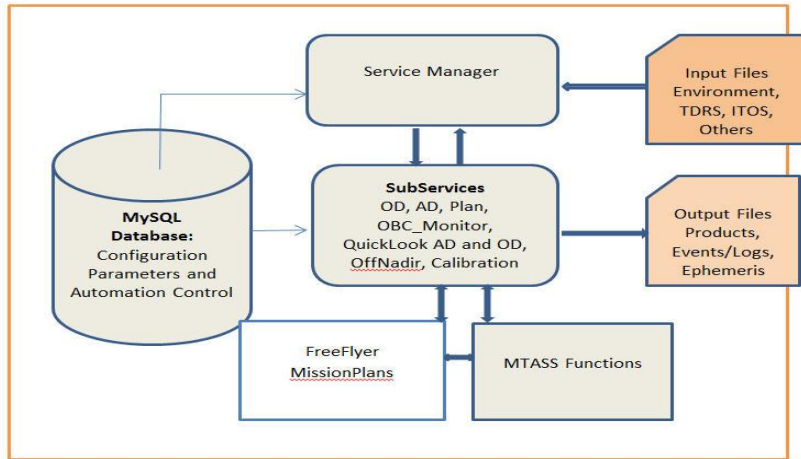 Service Manager
Input Files
Environment,
TDRS, ITOS,
Others
MySQL
Database:
Configuration
Parameters and
Automation Control
SubServices
OD, AD, Plan,
OBC_Monitor,
QuickLook AD and OD,
OffNadir, Calibration
Output Files
Products,
Events/Logs,
Ephemeris
FreeFlyer
MissionPlans
MTASS Functions